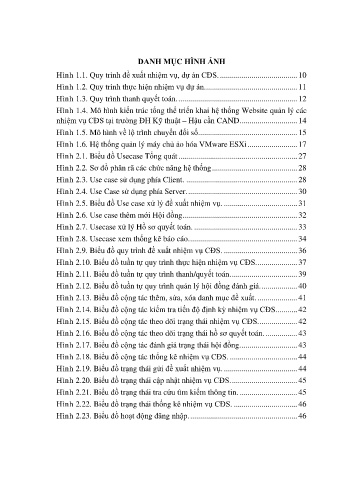 DANH MỤC HÌNH ẢNH
Hình 1.1. Quy trình đề xuất nhiệm vụ, dự án CĐS. ........................................ 10
Hình 1.2. Quy trình thực hiện nhiệm vụ dự án............................................... 11
Hình 1.3. Quy trình thanh quyết toán. ............................................................ 12
Hình 1.4. Mô hình kiến trúc tổng thể triển khai hệ thống Website quản lý các
nhiệm vụ CĐS tại trường ĐH Kỹ thuật – Hậu cần CAND............................. 14
Hình 1.5. Mô hình về lộ trình chuyển đổi số.................................................. 15
Hình 1.6. Hệ thống quản lý máy chủ ảo hóa VMware ESXi......................... 17
Hình 2.1. Biểu đồ Usecase Tổng quát ............................................................ 27
Hình 2.2. Sơ đồ phân rã các chức năng hệ thống........................................... 28
Hình 2.3. Use case sử dụng phía Client. ........................................................ 28
Hình 2.4. Use Case sử dụng phía Server. ....................................................... 30
Hình 2.5. Biểu đồ Use case xử lý đề xuất nhiệm vụ. ..................................... 31
Hình 2.6. Use case thêm mới Hội đồng.......................................................... 32
Hình 2.7. Usecase xử lý Hồ sơ quyết toán. .................................................... 33
Hình 2.8. Usecase xem thống kê báo cáo....................................................... 34
Hình 2.9. Biểu đồ quy trình đề xuất nhiệm vụ CĐS. ..................................... 36
Hình 2.10. Biểu đồ tuần tự quy trình thực hiện nhiệm vụ CĐS..................... 37
Hình 2.11. Biểu đồ tuần tự quy trình thanh/quyết toán.................................. 39
Hình 2.12. Biểu đồ tuần tự quy trình quản lý hội đồng đánh giá................... 40
Hình 2.13. Biểu đồ cộng tác thêm, sửa, xóa danh mục đề xuất. .................... 41
Hình 2.14. Biểu đồ cộng tác kiểm tra tiến độ định kỳ nhiệm vụ CĐS........... 42
Hình 2.15. Biểu đồ cộng tác theo dõi trạng thái nhiệm vụ CĐS.................... 42
Hình 2.16. Biểu đồ cộng tác theo dõi trạng thái hồ sơ quyết toán. ................ 43
Hình 2.17. Biểu đồ cộng tác đánh giá trạng thái hội đồng............................. 43
Hình 2.18. Biểu đồ cộng tác thống kê nhiệm vụ CĐS. .................................. 44
Hình 2.19. Biểu đồ trạng thái gửi đề xuất nhiệm vụ. ..................................... 44
Hình 2.20. Biểu đồ trạng thái cập nhật nhiệm vụ CĐS.................................. 45
Hình 2.21. Biểu đồ trạng thái tra cứu tìm kiếm thông tin. ............................. 45
Hình 2.22. Biểu đồ trạng thái thống kê nhiệm vụ CĐS. ................................ 46
Hình 2.23. Biểu đồ hoạt động đăng nhập. ...................................................... 46